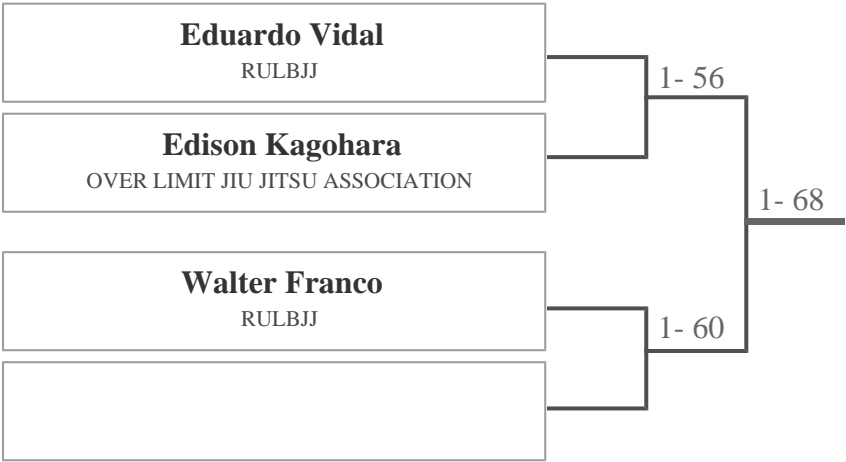 Eduardo Vidal
RULBJJ
1- 56
Edison Kagohara
OVER LIMIT JIU JITSU ASSOCIATION
1- 68
Walter Franco
RULBJJ
1- 60